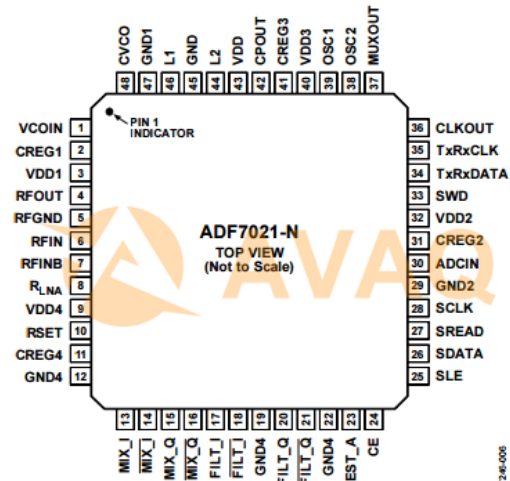 CVCO
GND1
L1
GND
L2
VDD
CPOUT
CREG3
VDD3
OSC1
OSC2
MUXOUT
48 47 46 45 44 43 42 41 40 39 38 37
PIN 1
INDICATOR
VCOIN 1
CREG1 2
VDD1 3
RFOUT 4
RFGND 5
RFIN 6
RFINB 7
RLNA 8
VDD4 9
RSET 10
CREG4 11
GND4 12
ADF7021-N
TOP VIEW
(Not to Scale)
AVAQ
36 CLKOUT
35 TxRxCLK
34 TxRxDATA
33 SWD
32 VDD2
31 CREG2
30 ADCIN
29 GND2
28 SCLK
27 SREAD
26 SDATA
25 SLE
13 14 15 16 17 18 19 20 21 22 23 24
MIX_I
MIX_I
MIX_Q
MIX_Q
FILT_I
FILT_I
GND4
FILT_Q
FILT_Q
GND4
EST_A
CE